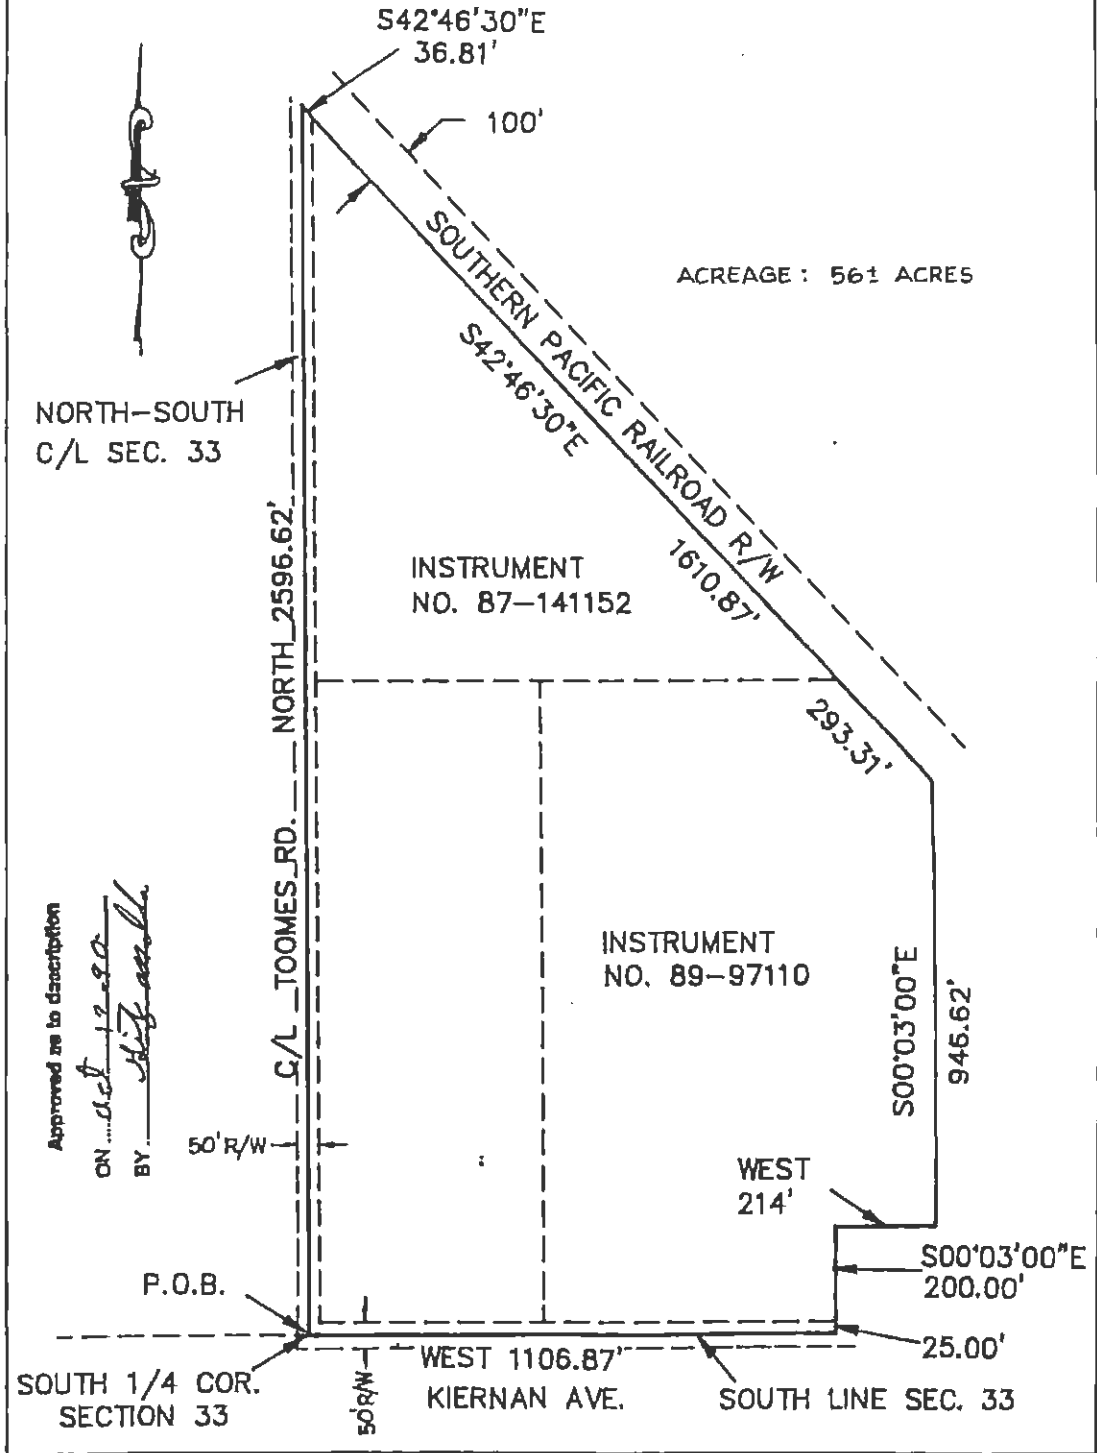 S42°46'30"E
36.81'
100'
SOUTHERN PACIFIC RAILROAD R/W
ACREAGE : 56± ACRES
S42°46'30"E
NORTH-SOUTH
C/L SEC. 33
1610.87'
INSTRUMENT
NO. 87-141152
C/L TOOMES RD. NORTH 2596.62'
293.31'
INSTRUMENT
NO. 89-97110
S00°03'00"E
946.62'
Approved as to description
ON Oct 12-90
BY
50' R/W
WEST
214'
S00°03'00"E
200.00'
P.O.B.
25.00'
WEST 1106.87'
KIERNAN AVE.
50'R/W
SOUTH 1/4 COR.
SECTION 33
SOUTH LINE SEC. 33